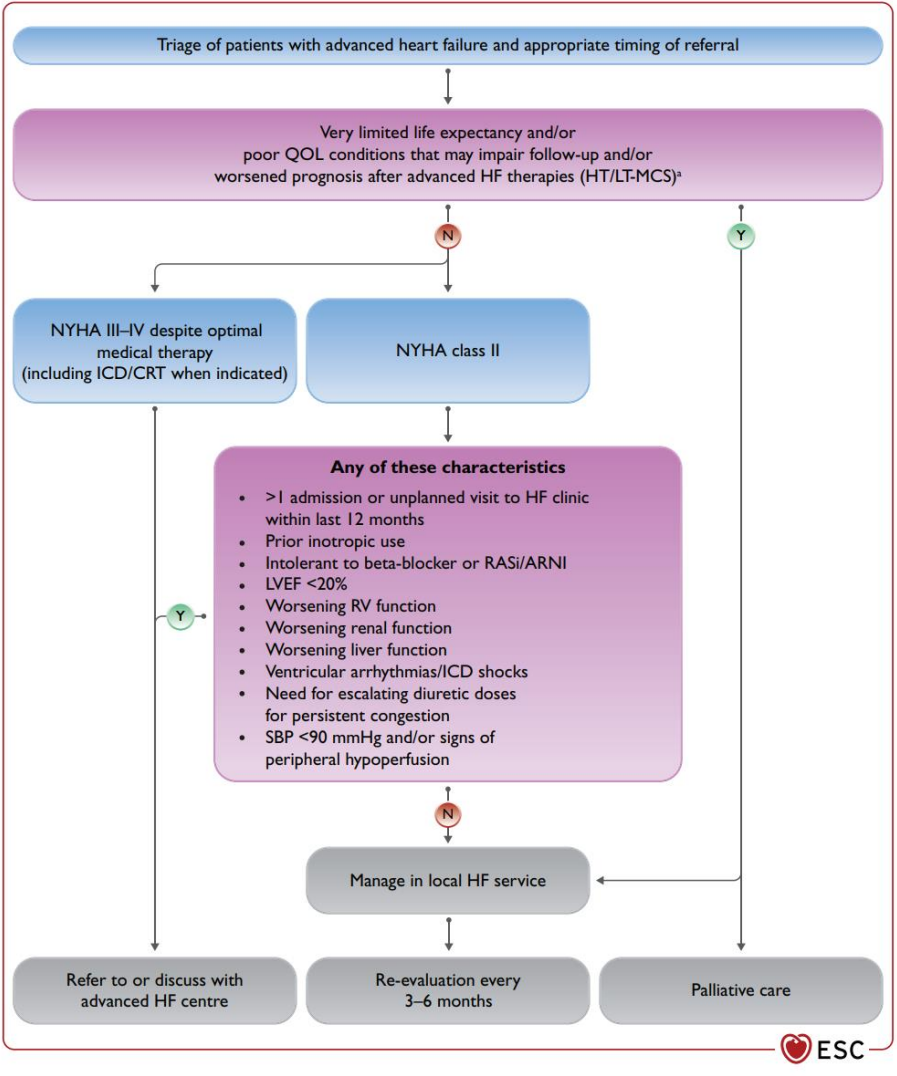 Triage of patients with advanced heart failure and appropriate timing of referral
Very limited life expectancy and/or
poor QOL conditions that may impair follow-up and/or
worsened prognosis after advanced HF therapies (HT/LT-MCS)ᵃ
N
Y
NYHA III–IV despite optimal
medical therapy
(including ICD/CRT when indicated)
NYHA class II
Any of these characteristics
• >1 admission or unplanned visit to HF clinic
within last 12 months
• Prior inotropic use
• Intolerant to beta-blocker or RASi/ARNI
• LVEF <20%
• Worsening RV function
• Worsening renal function
• Worsening liver function
• Ventricular arrhythmias/ICD shocks
• Need for escalating diuretic doses
for persistent congestion
• SBP <90 mmHg and/or signs of
peripheral hypoperfusion
Y
N
Manage in local HF service
Refer to or discuss with
advanced HF centre
Re-evaluation every
3–6 months
Palliative care
ESC